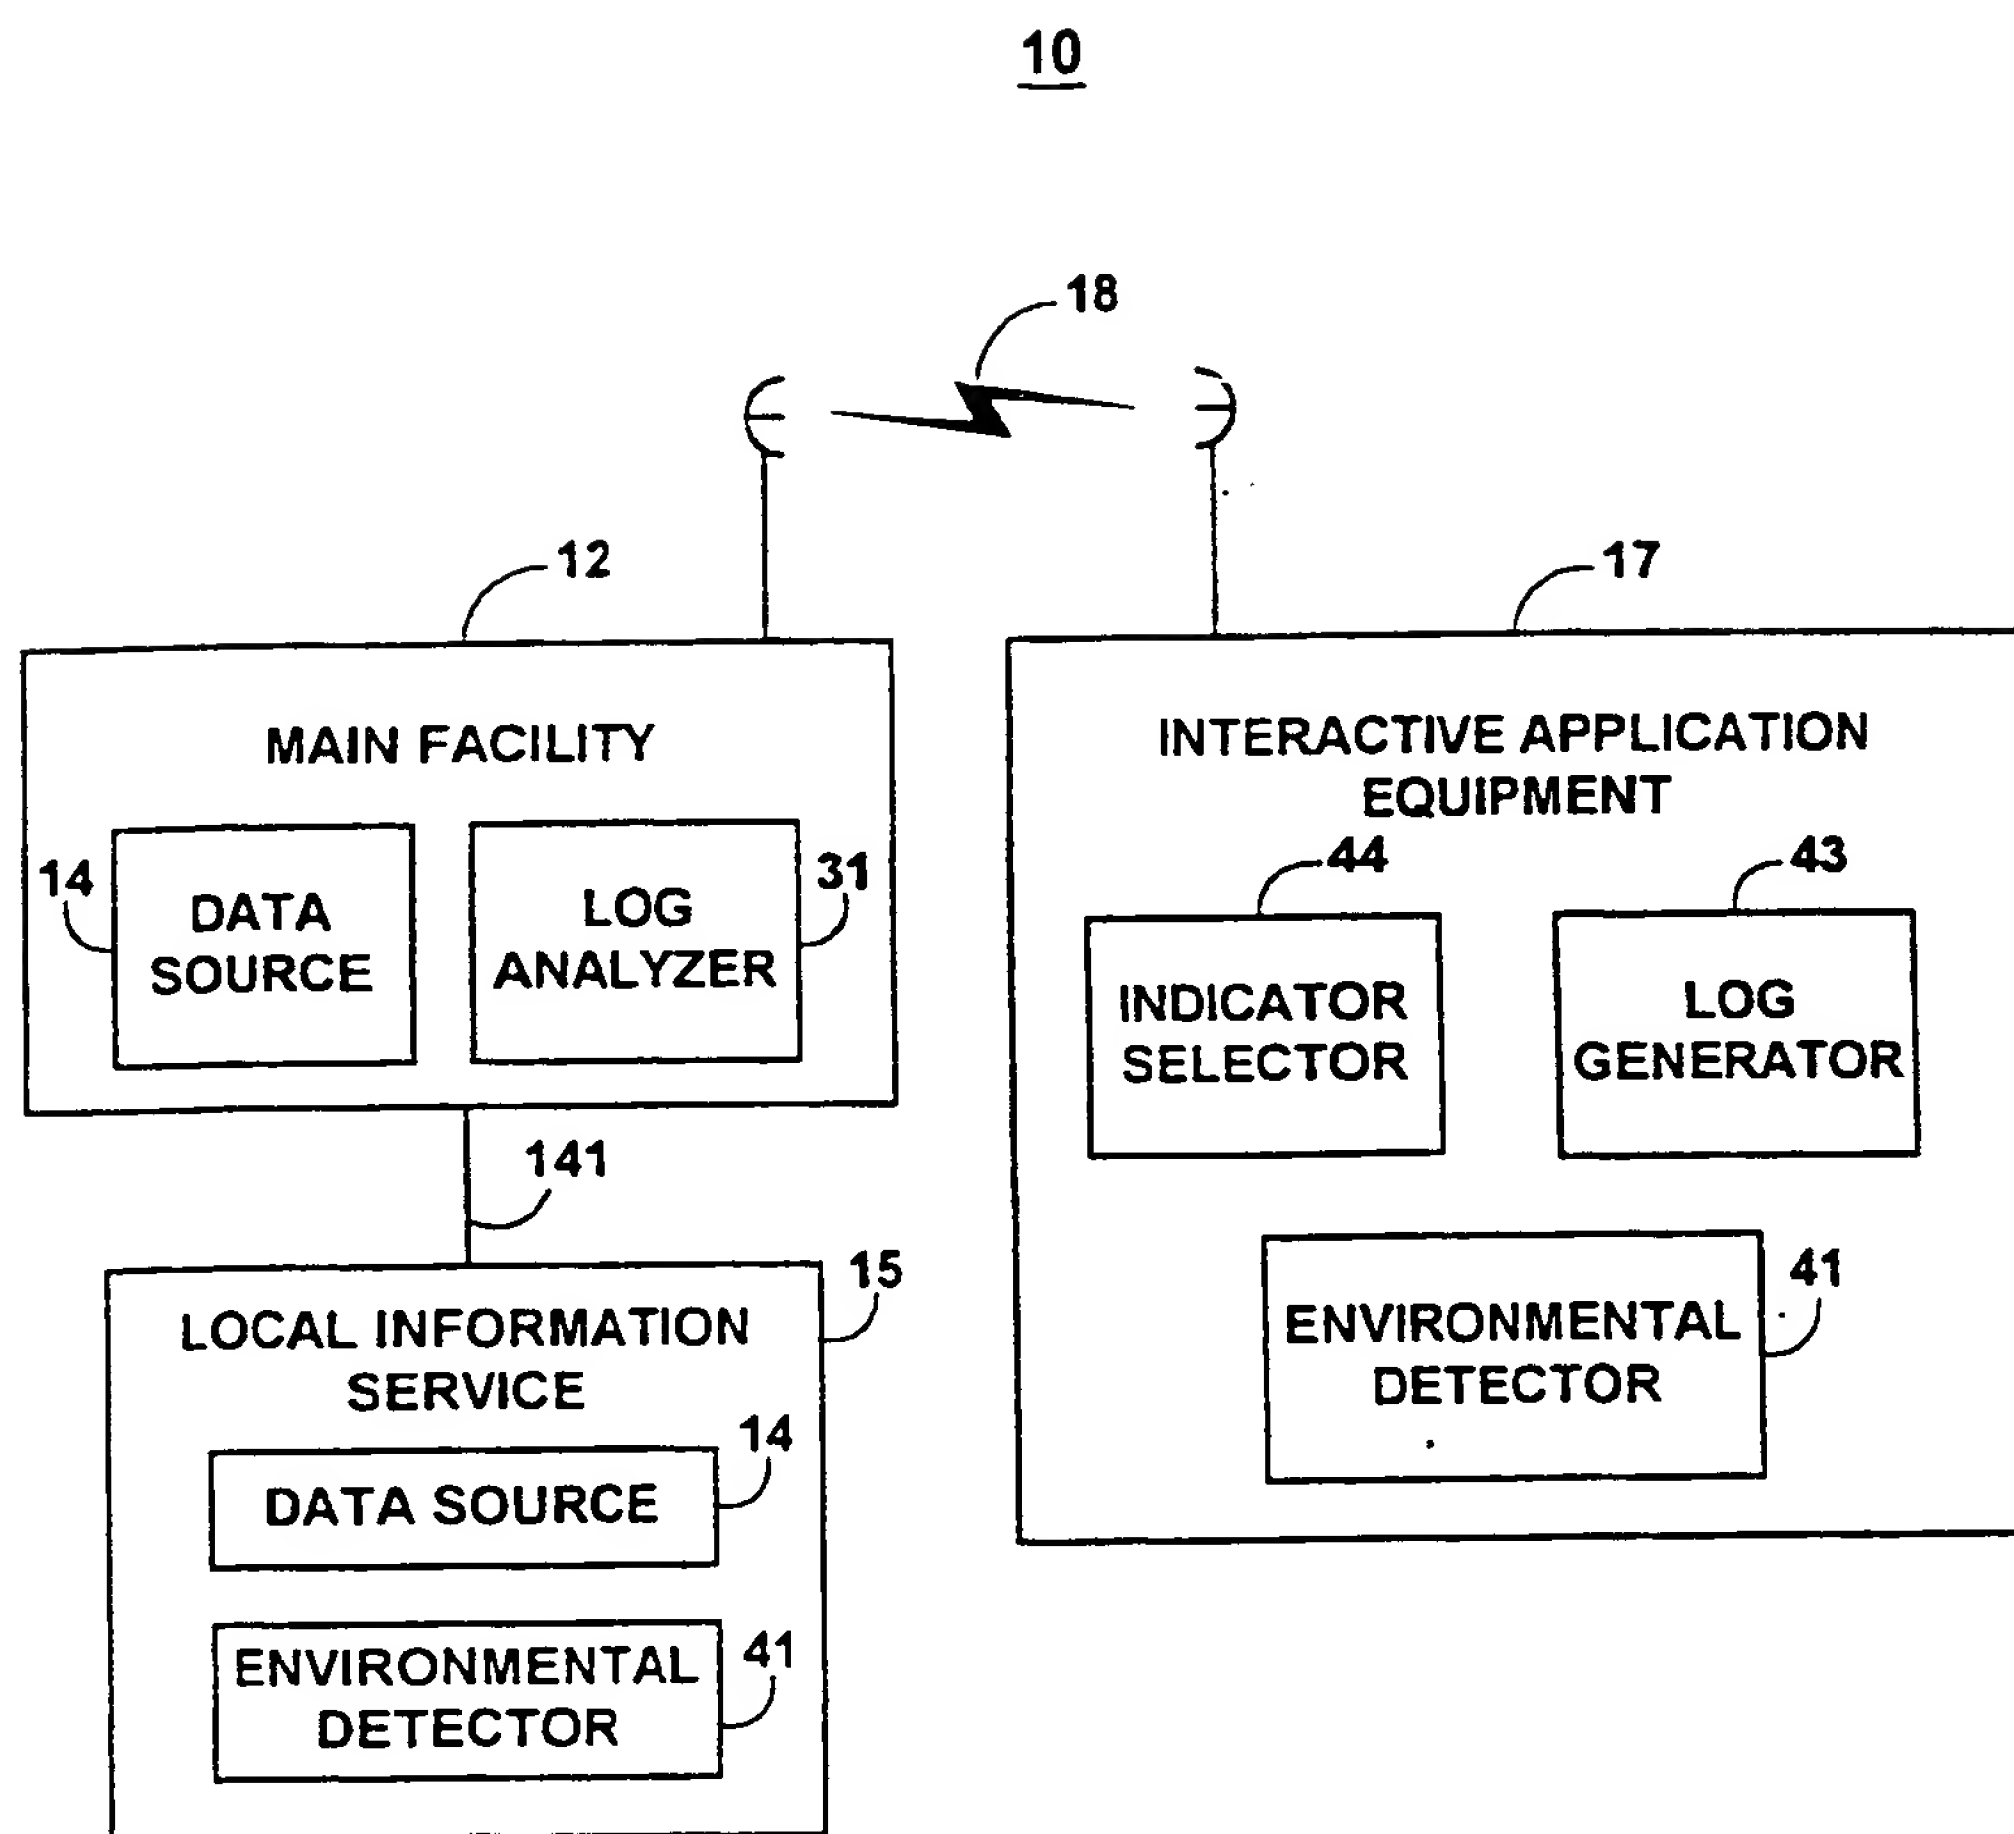 10
18
12
17
MAIN FACILITY
INTERACTIVE APPLICATION
EQUIPMENT
14
DATA
SOURCE
LOG
ANALYZER
31
44
43
INDICATOR
SELECTOR
LOG
GENERATOR
141
15
LOCAL INFORMATION
SERVICE
14
DATA SOURCE
ENVIRONMENTAL
DETECTOR
41
ENVIRONMENTAL
DETECTOR
41